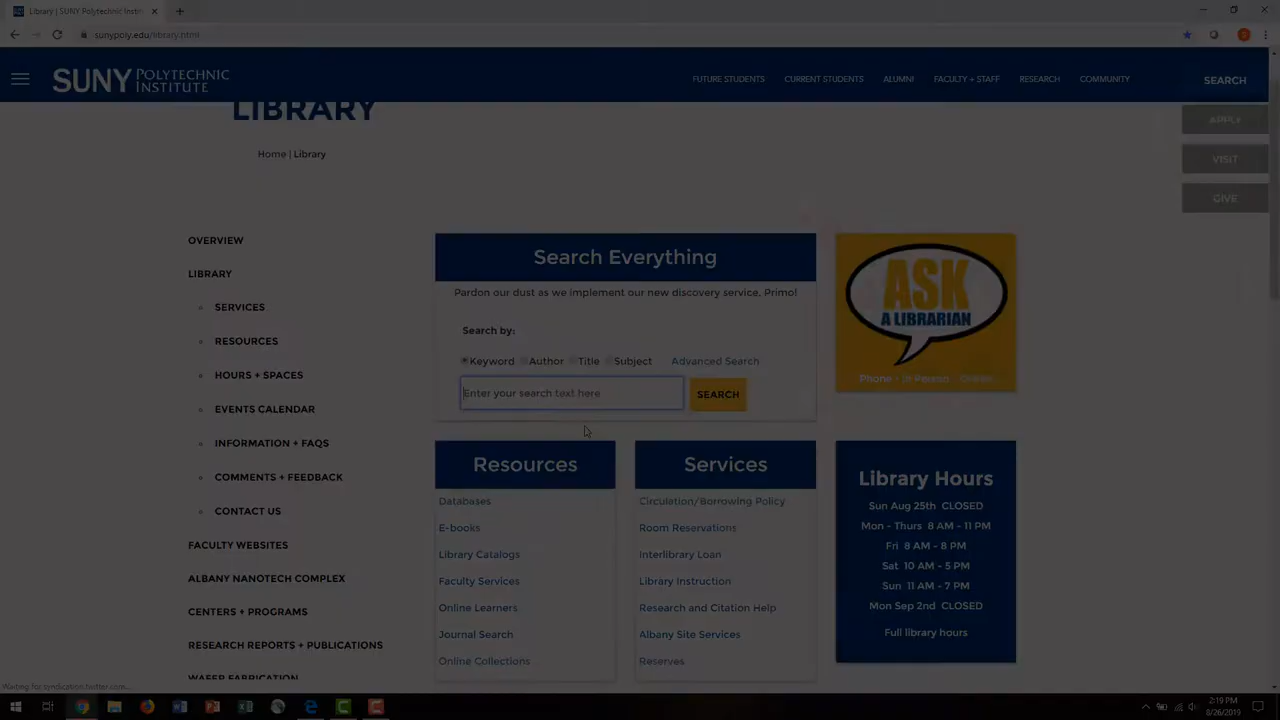 Library | SUNY Polytechnic Instit
sunypoly.edu/library.html
SUNY POLYTECHNIC INSTITUTE
FUTURE STUDENTS
CURRENT STUDENTS
ALUMNI
FACULTY + STAFF
RESEARCH
COMMUNITY
SEARCH
LIBRARY
APPLY
Home | Library
VISIT
GIVE
OVERVIEW
LIBRARY
SERVICES
RESOURCES
HOURS + SPACES
EVENTS CALENDAR
INFORMATION + FAQS
COMMENTS + FEEDBACK
CONTACT US
FACULTY WEBSITES
ALBANY NANOTECH COMPLEX
CENTERS + PROGRAMS
RESEARCH REPORTS + PUBLICATIONS
WAFER FABRICATION
Search Everything
Pardon our dust as we implement our new discovery service, Primo!
Search by:
Keyword Author Title Subject Advanced Search
Enter your search text here
SEARCH
ASK
A LIBRARIAN
Phone - In Person - Online
Resources
Databases
E-books
Library Catalogs
Faculty Services
Online Learners
Journal Search
Online Collections
Services
Circulation/Borrowing Policy
Room Reservations
Interlibrary Loan
Library Instruction
Research and Citation Help
Albany Site Services
Reserves
Library Hours
Sun Aug 25th CLOSED
Mon - Thurs 8 AM - 11 PM
Fri 8 AM - 8 PM
Sat 10 AM - 5 PM
Sun 11 AM - 7 PM
Mon Sep 2nd CLOSED
Full library hours
Waiting for syndication.twitter.com...
2:19 PM
8/26/2019